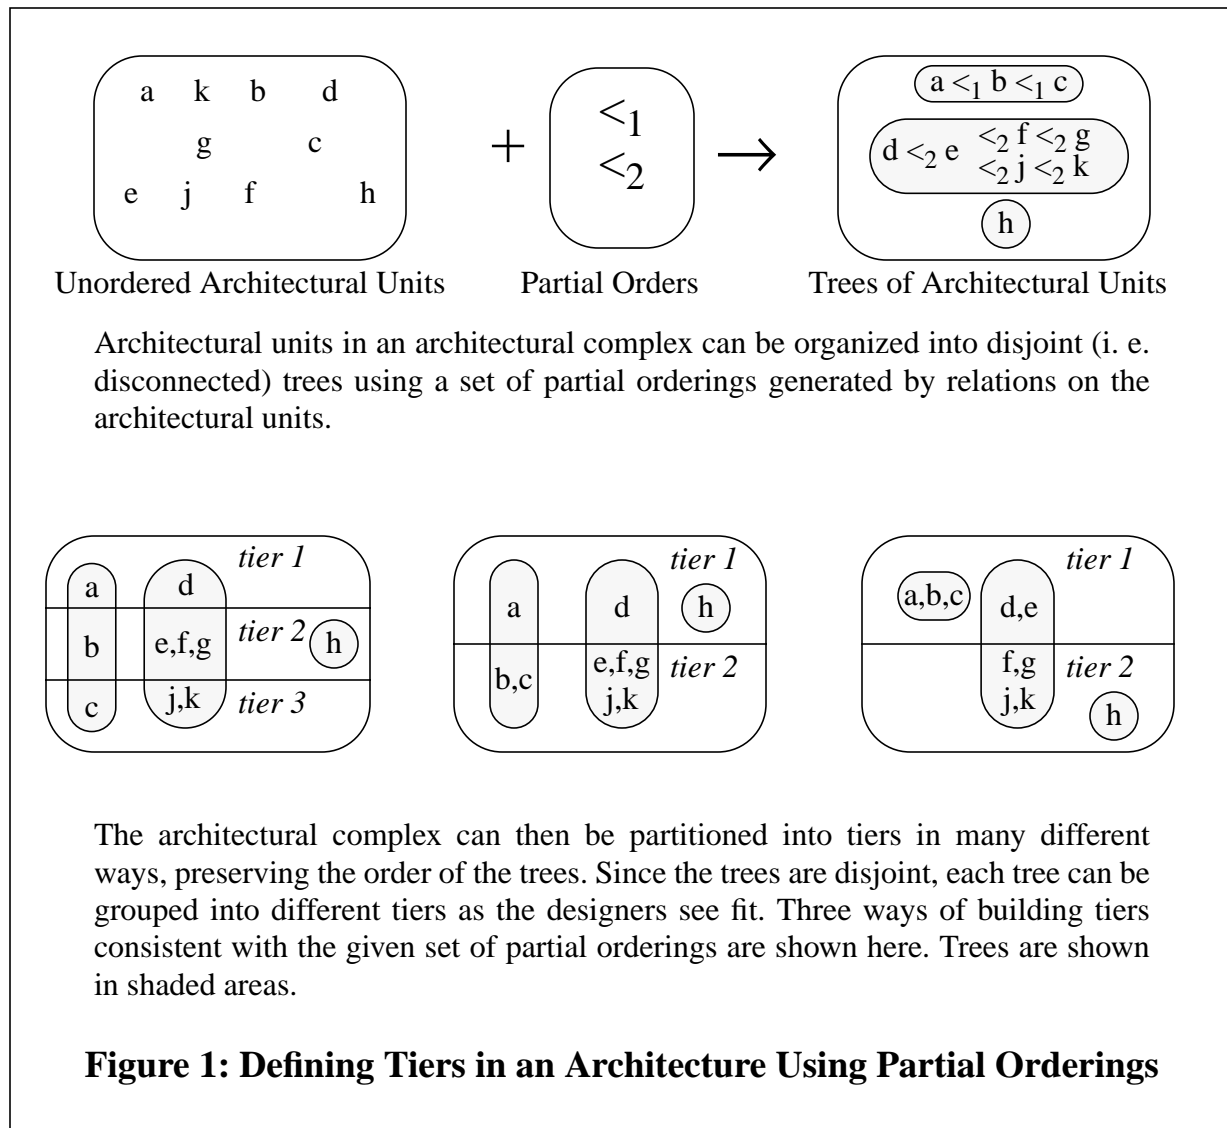 a k b d
g c
e j f h
Unordered Architectural Units
+
<1
<2
Partial Orders
→
a <1 b <1 c
d <2 e <2 f <2 g
<2 j <2 k
h
Trees of Architectural Units
Architectural units in an architectural complex can be organized into disjoint (i. e.
disconnected) trees using a set of partial orderings generated by relations on the
architectural units.
a d tier 1
b e,f,g tier 2 h
c j,k tier 3
a d h tier 1
b,c e,f,g tier 2
j,k
a,b,c d,e tier 1
f,g tier 2
j,k h
The architectural complex can then be partitioned into tiers in many different
ways, preserving the order of the trees. Since the trees are disjoint, each tree can be
grouped into different tiers as the designers see fit. Three ways of building tiers
consistent with the given set of partial orderings are shown here. Trees are shown
in shaded areas.
Figure 1: Defining Tiers in an Architecture Using Partial Orderings